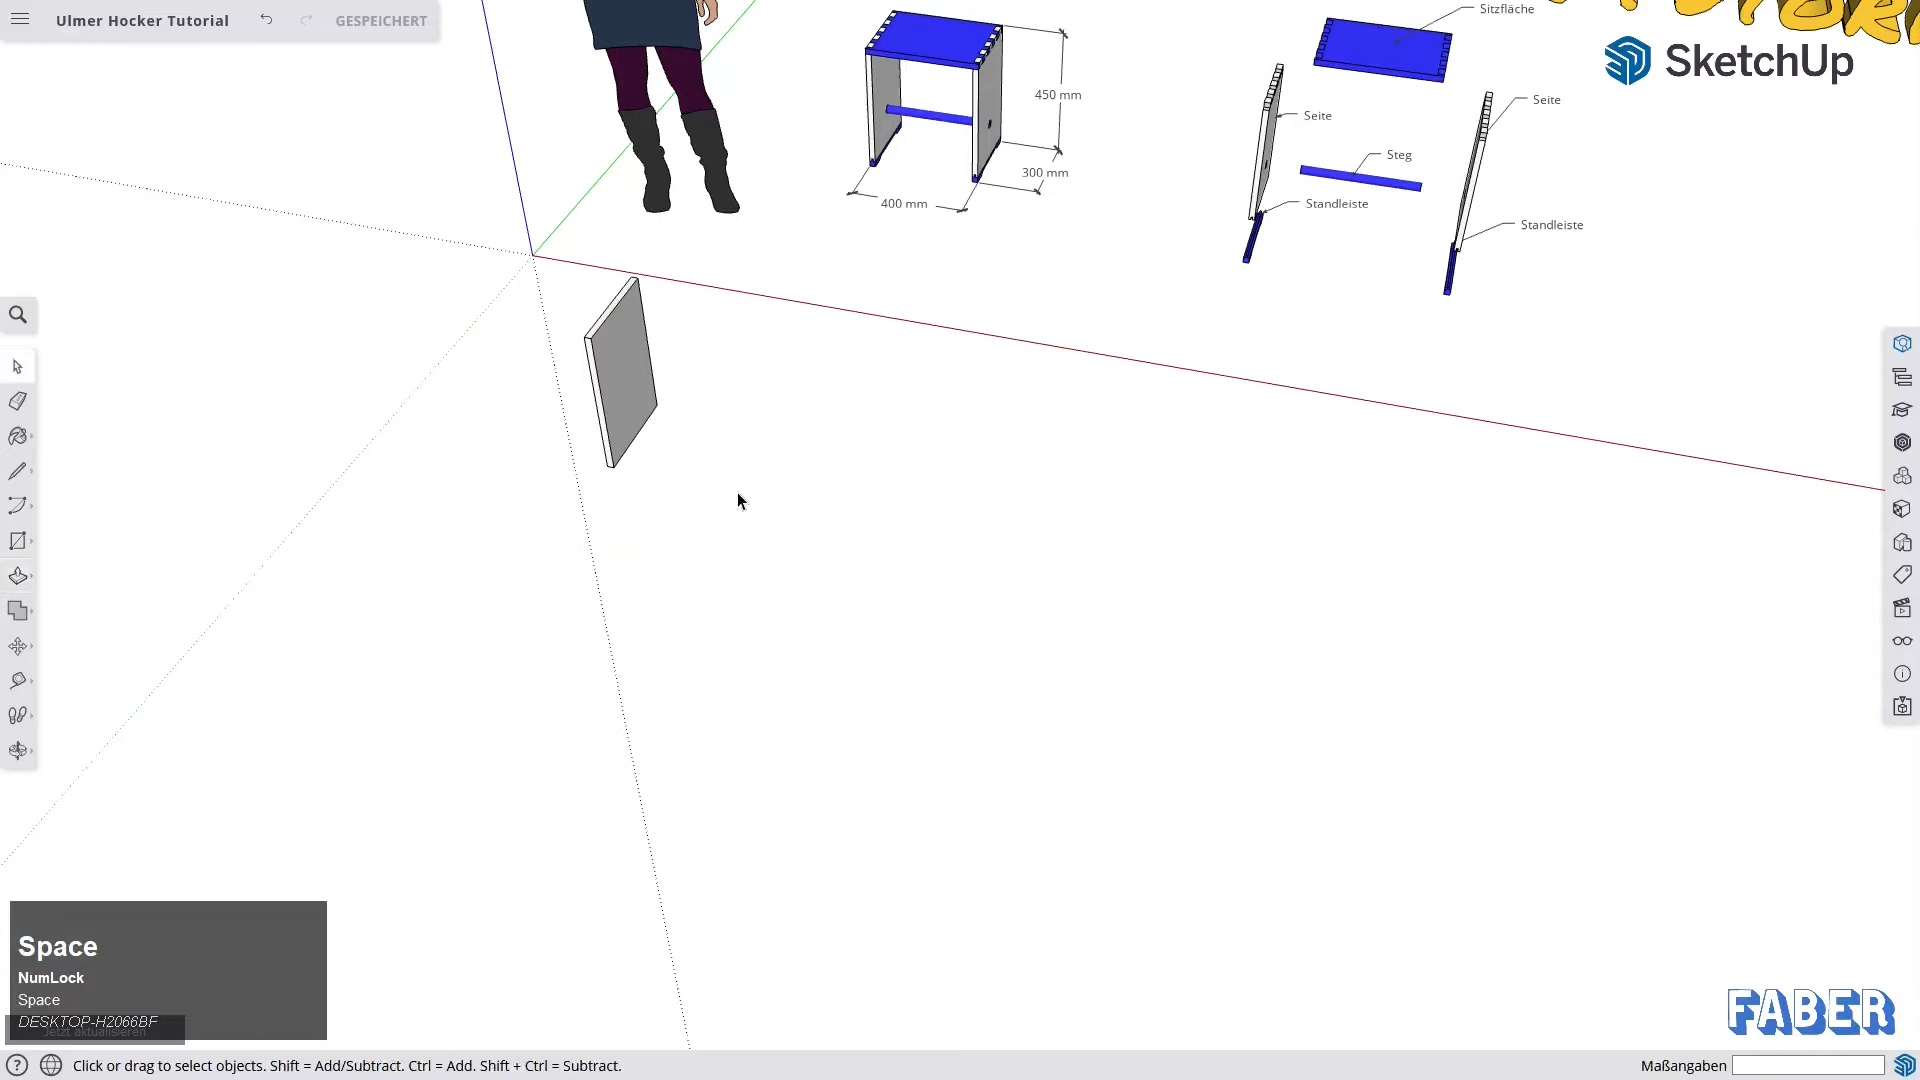 Ulmer Hocker Tutorial
GESPEICHERT
Sitzfläche
SketchUp
450 mm
Seite
Seite
Steg
300 mm
400 mm
Standleiste
Standleiste
Space
NumLock
Space
DESKTOP-H2066BF
Jetzt aktualisieren
FABER
Click or drag to select objects. Shift = Add/Subtract. Ctrl = Add. Shift + Ctrl = Subtract.
Maßangaben